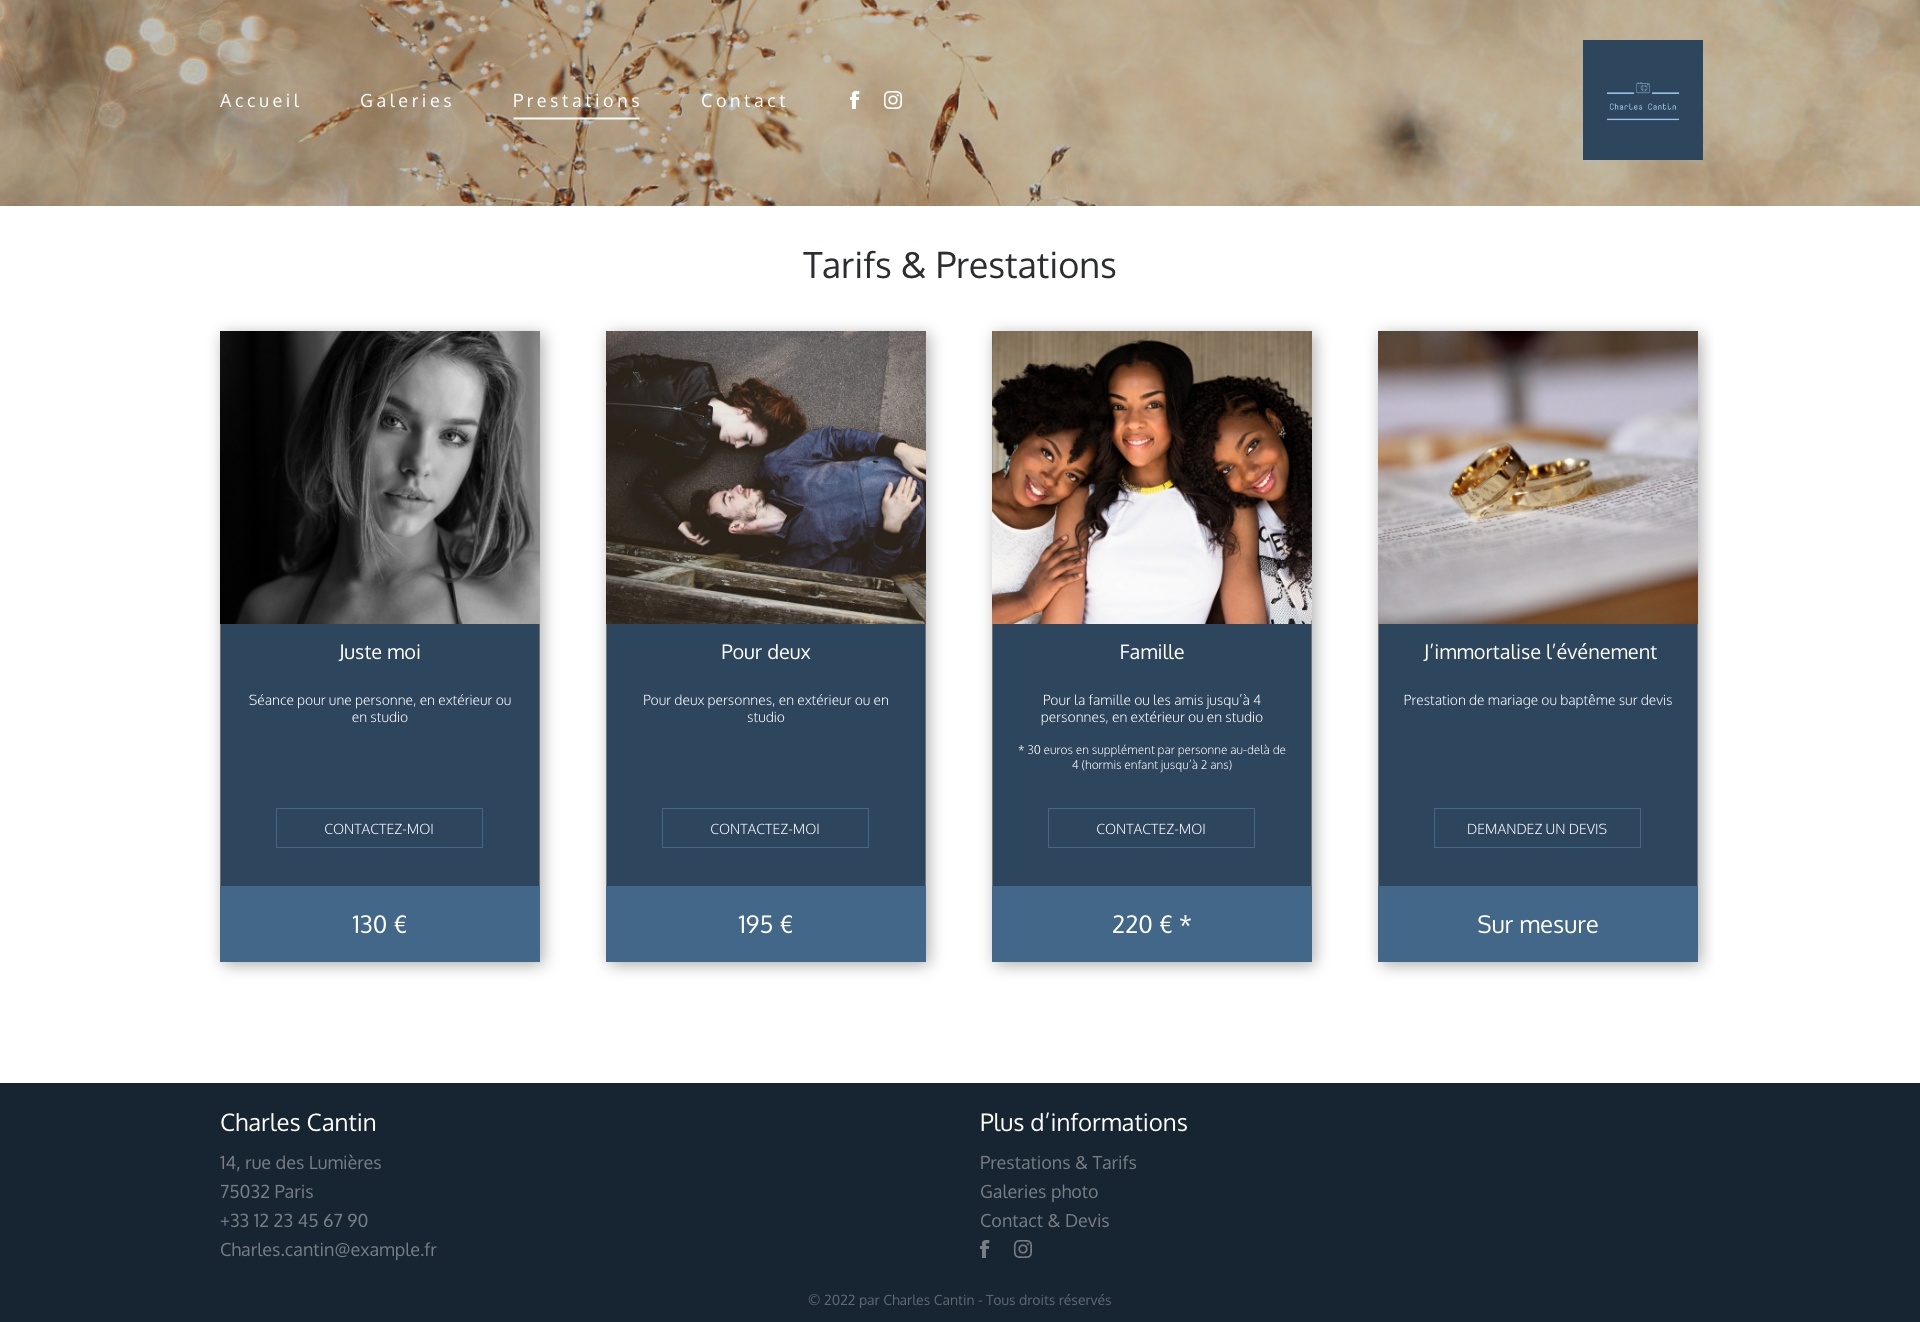 Accueil
Galeries
Prestations
Contact
Charles Cantin
Tarifs & Prestations
Juste moi
Séance pour une personne, en extérieur ou
en studio
CONTACTEZ-MOI
130 €
Pour deux
Pour deux personnes, en extérieur ou en
studio
CONTACTEZ-MOI
195 €
Famille
Pour la famille ou les amis jusqu’à 4
personnes, en extérieur ou en studio
* 30 euros en supplément par personne au-delà de
4 (hormis enfant jusqu’à 2 ans)
CONTACTEZ-MOI
220 € *
J’immortalise l’événement
Prestation de mariage ou baptême sur devis
DEMANDEZ UN DEVIS
Sur mesure
Charles Cantin
14, rue des Lumières
75032 Paris
+33 12 23 45 67 90
Charles.cantin@example.fr
Plus d’informations
Prestations & Tarifs
Galeries photo
Contact & Devis
© 2022 par Charles Cantin - Tous droits réservés